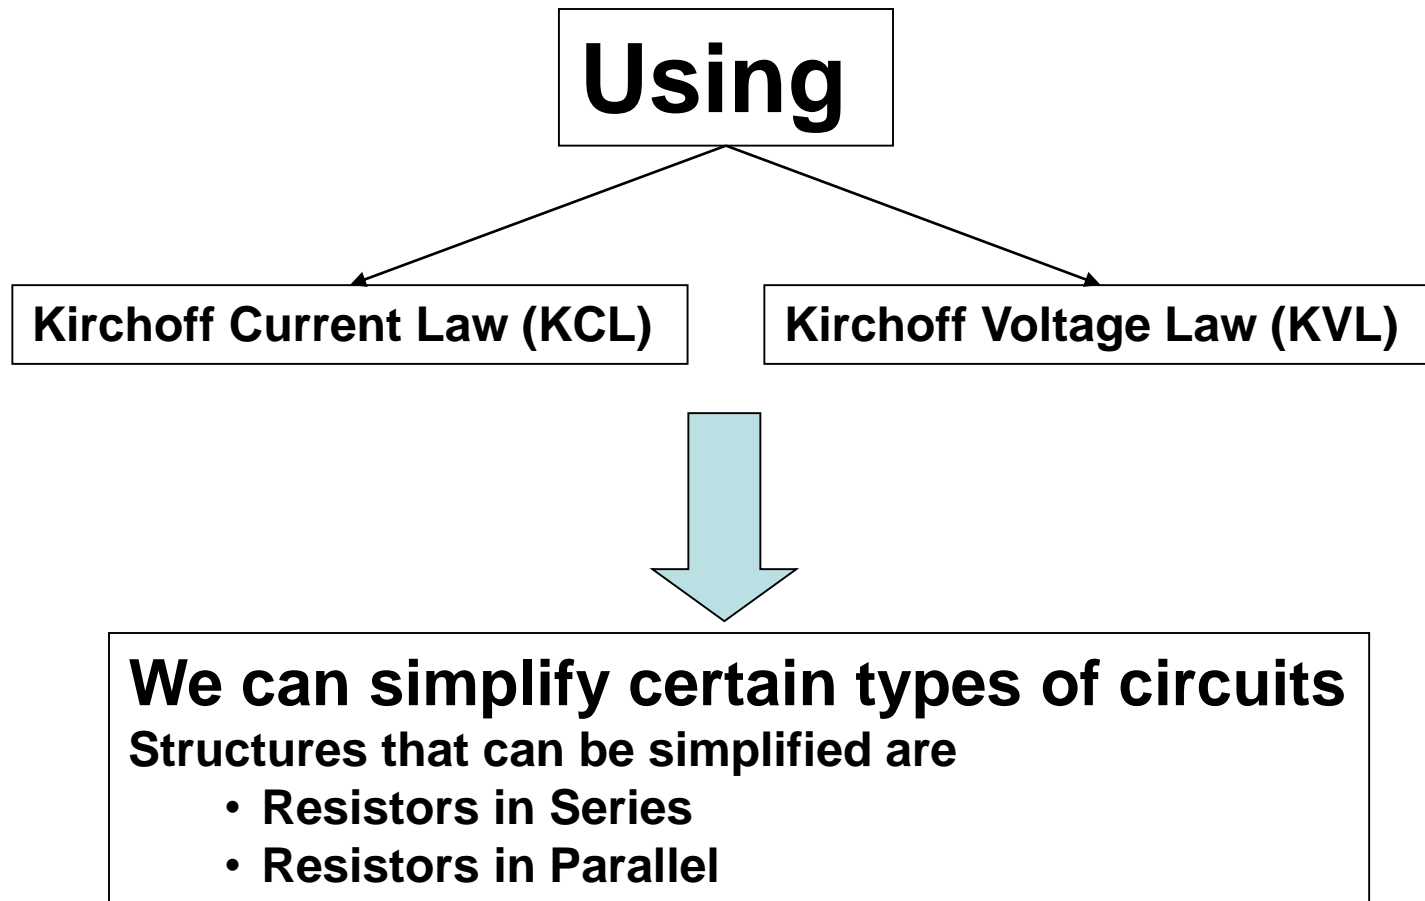 Using
Kirchoff Current Law (KCL)
Kirchoff Voltage Law (KVL)
We can simplify certain types of circuits
Structures that can be simplified are
• Resistors in Series
• Resistors in Parallel